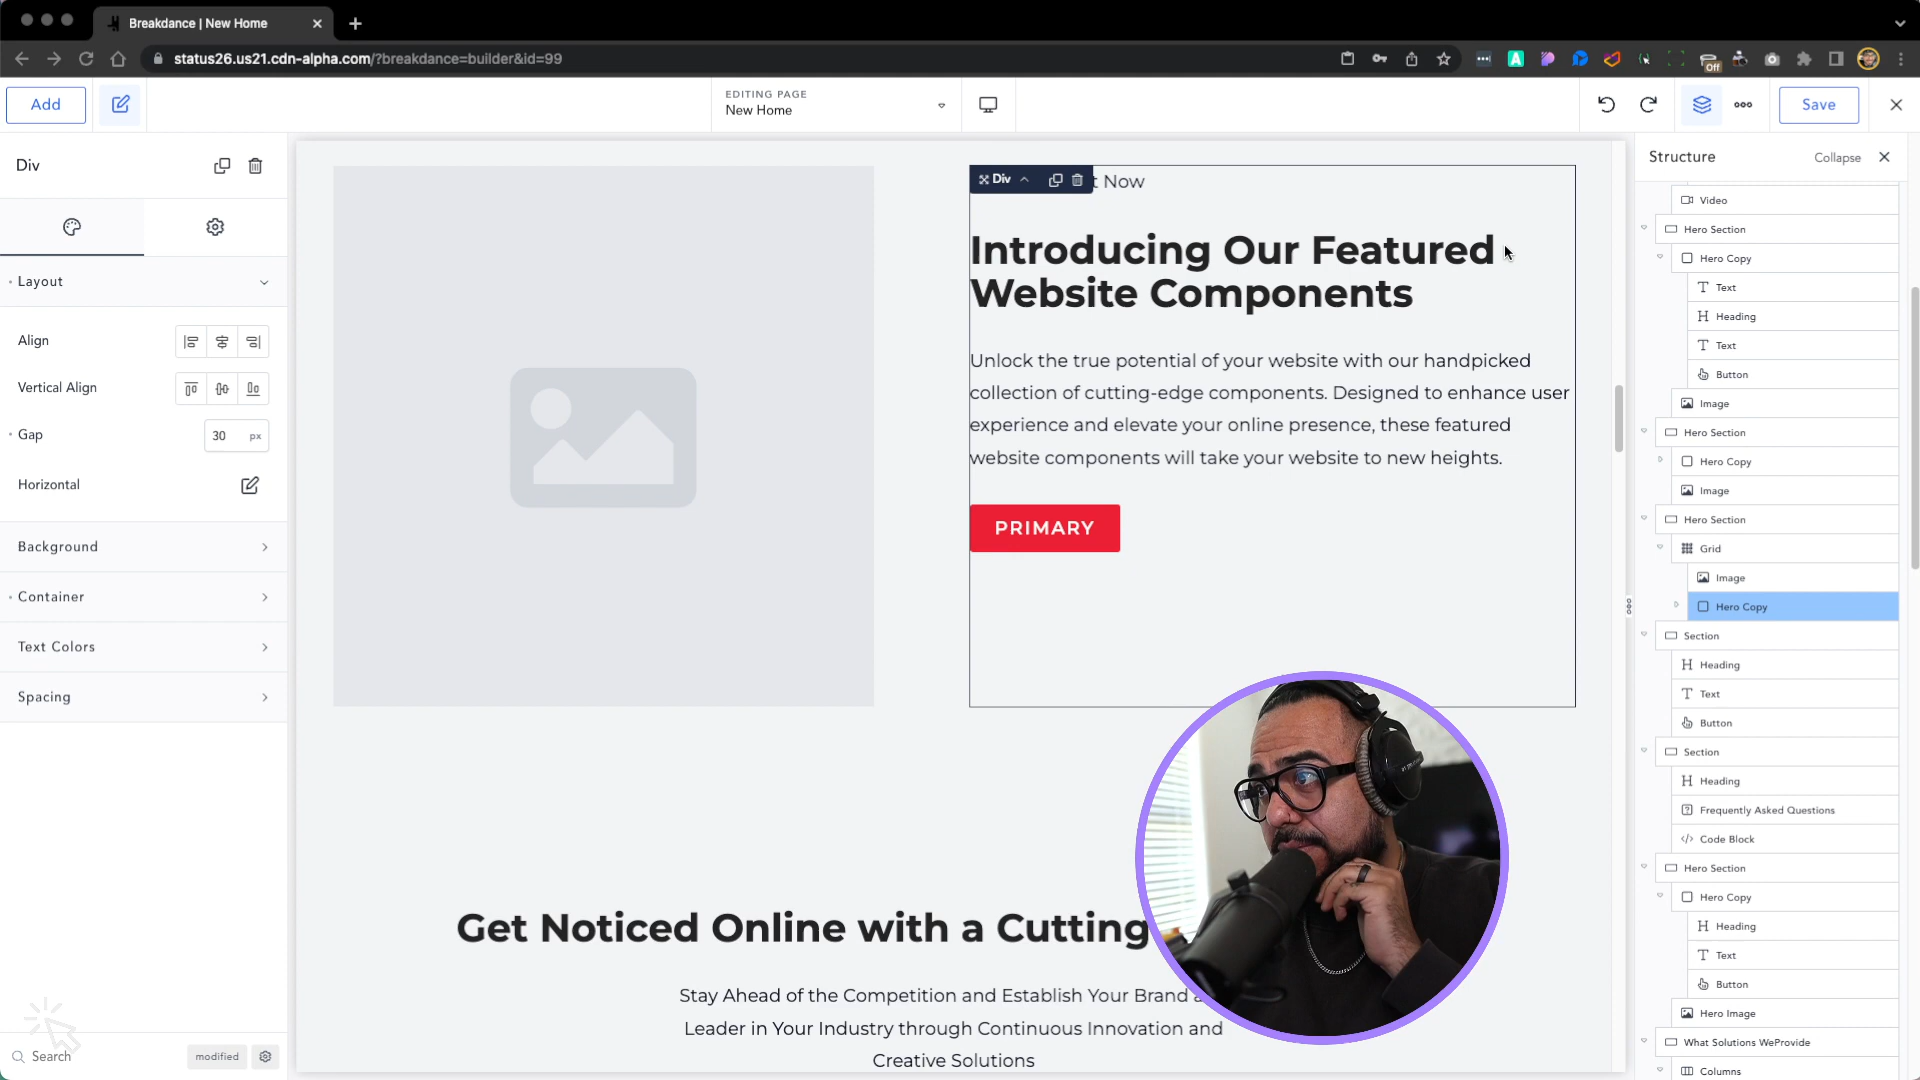 Breakdance | New Home
status26.us21.cdn-alpha.com/?breakdance=builder&id=99
Off
Add
EDITING PAGE
New Home
Save
Div
Layout
Align
Vertical Align
Gap
30
px
Horizontal
Background
Container
Text Colors
Spacing
Search
modified
Div
t Now
Introducing Our Featured
Website Components
Unlock the true potential of your website with our handpicked
collection of cutting-edge components. Designed to enhance user
experience and elevate your online presence, these featured
website components will take your website to new heights.
PRIMARY
Get Noticed Online with a Cutting
Stay Ahead of the Competition and Establish Your Brand a
Leader in Your Industry through Continuous Innovation and
Creative Solutions
Structure
Collapse
Video
Hero Section
Hero Copy
Text
Heading
Text
Button
Image
Hero Section
Hero Copy
Image
Hero Section
Grid
Image
Hero Copy
Section
Heading
Text
Button
Section
Heading
Frequently Asked Questions
Code Block
Hero Section
Hero Copy
Heading
Text
Button
Hero Image
What Solutions WeProvide
Columns